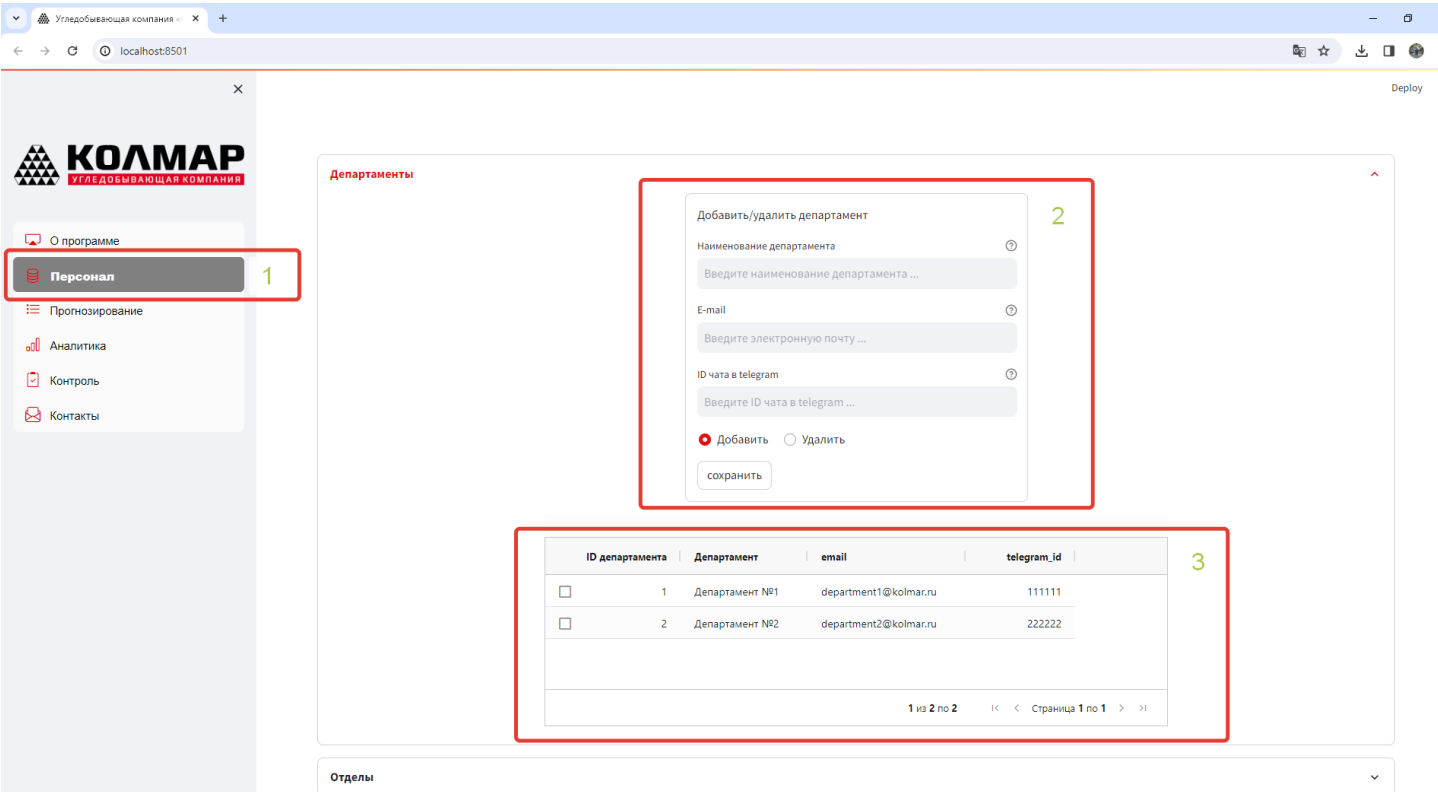 Угледобывающая компания «
localhost:8501
Deploy
КОЛМАР
УГЛЕДОБЫВАЮЩАЯ КОМПАНИЯ
О программе
Персонал
1
Прогнозирование
Аналитика
Контроль
Контакты
Департаменты
2
Добавить/удалить департамент
Наименование департамента
Введите наименование департамента ...
E-mail
Введите электронную почту ...
ID чата в telegram
Введите ID чата в telegram ...
Добавить Удалить
сохранить
3
ID департамента Департамент email telegram_id
1 Департамент №1 department1@kolmar.ru 111111
2 Департамент №2 department2@kolmar.ru 222222
1 из 2 по 2 Страница 1 по 1
Отделы